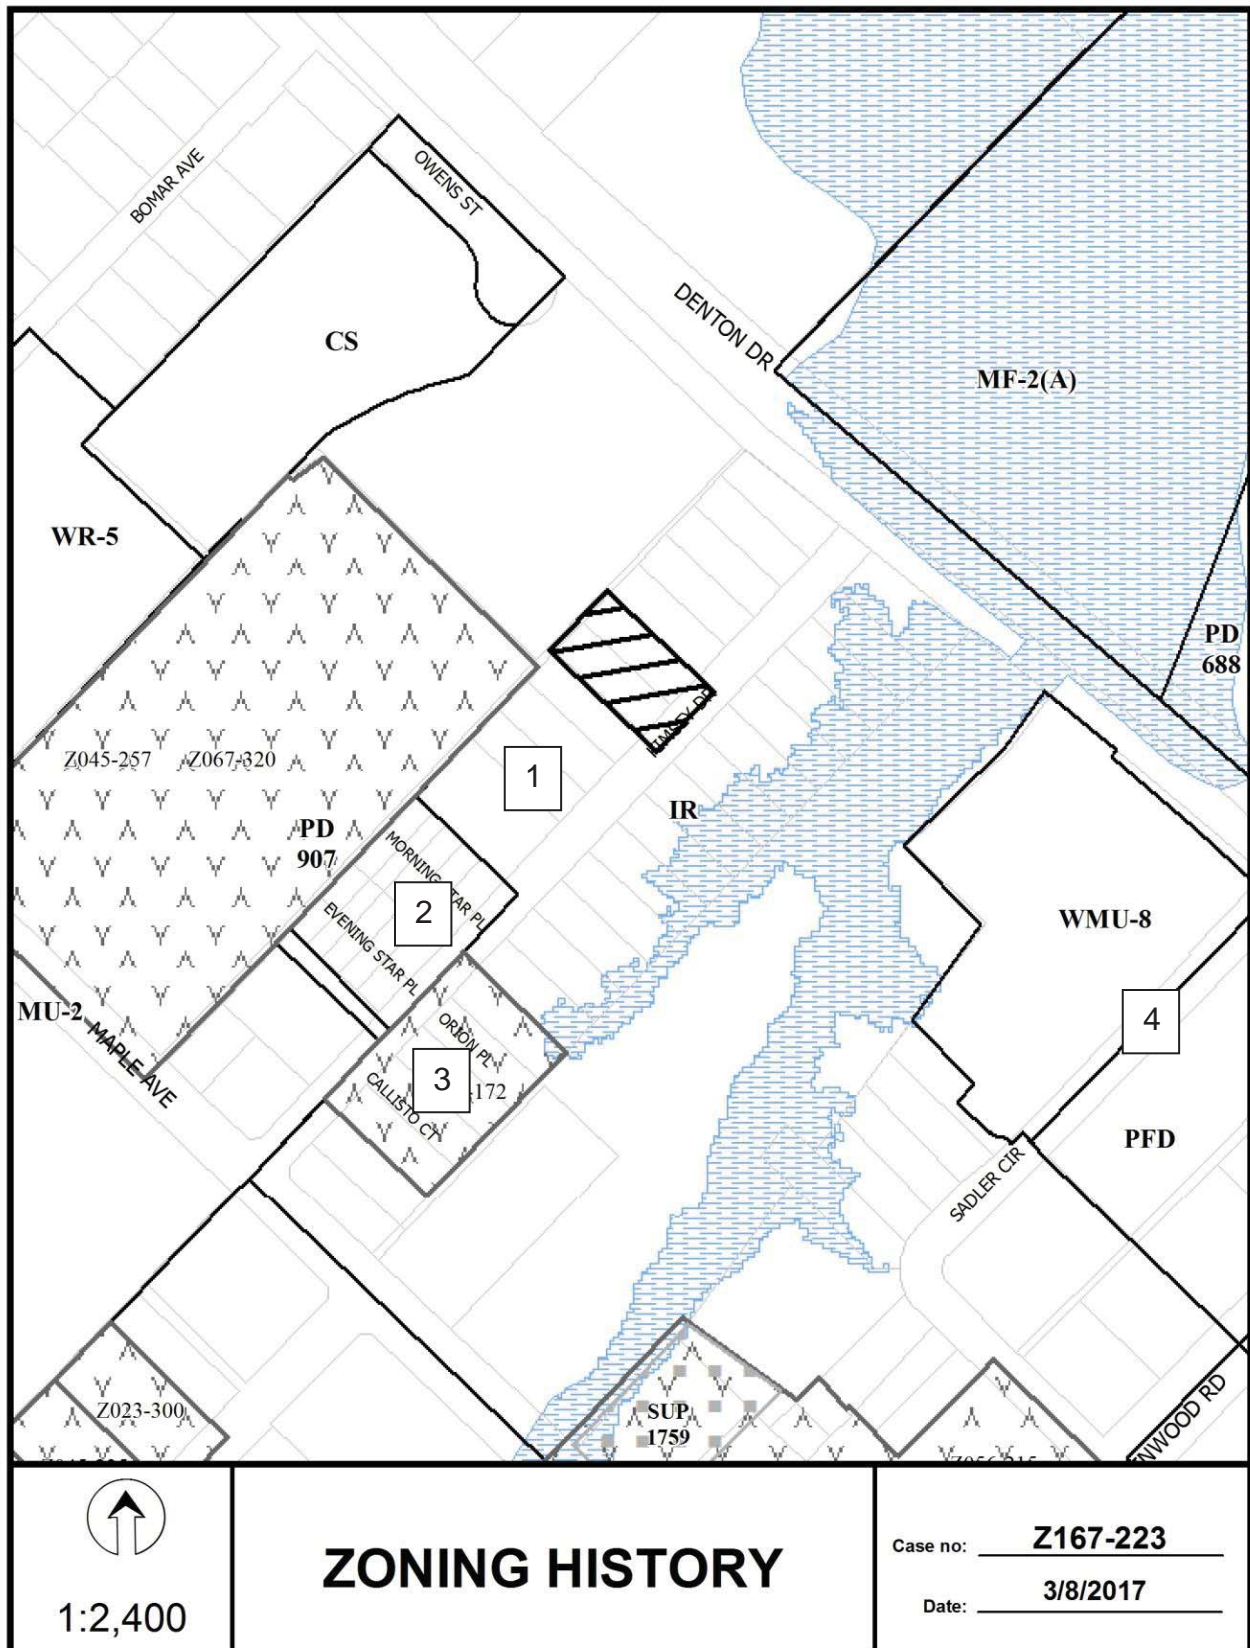 BOMAR AVE
OWENS ST
DENTON DR
CS
MF-2(A)
WR-5
PD
688
Z045-257
Z067-320
1
IR
PD
907
MORNING STAR PL
2
EVENING STAR PL
WMU-8
MU-2
MAPLE AVE
ORION PL
4
3
-172
CALLISTO CT
PFD
SADLER CIR
Z023-300
SUP
1759
ENWOOD RD
1:2,400
ZONING HISTORY
Case no: Z167-223
Date: 3/8/2017